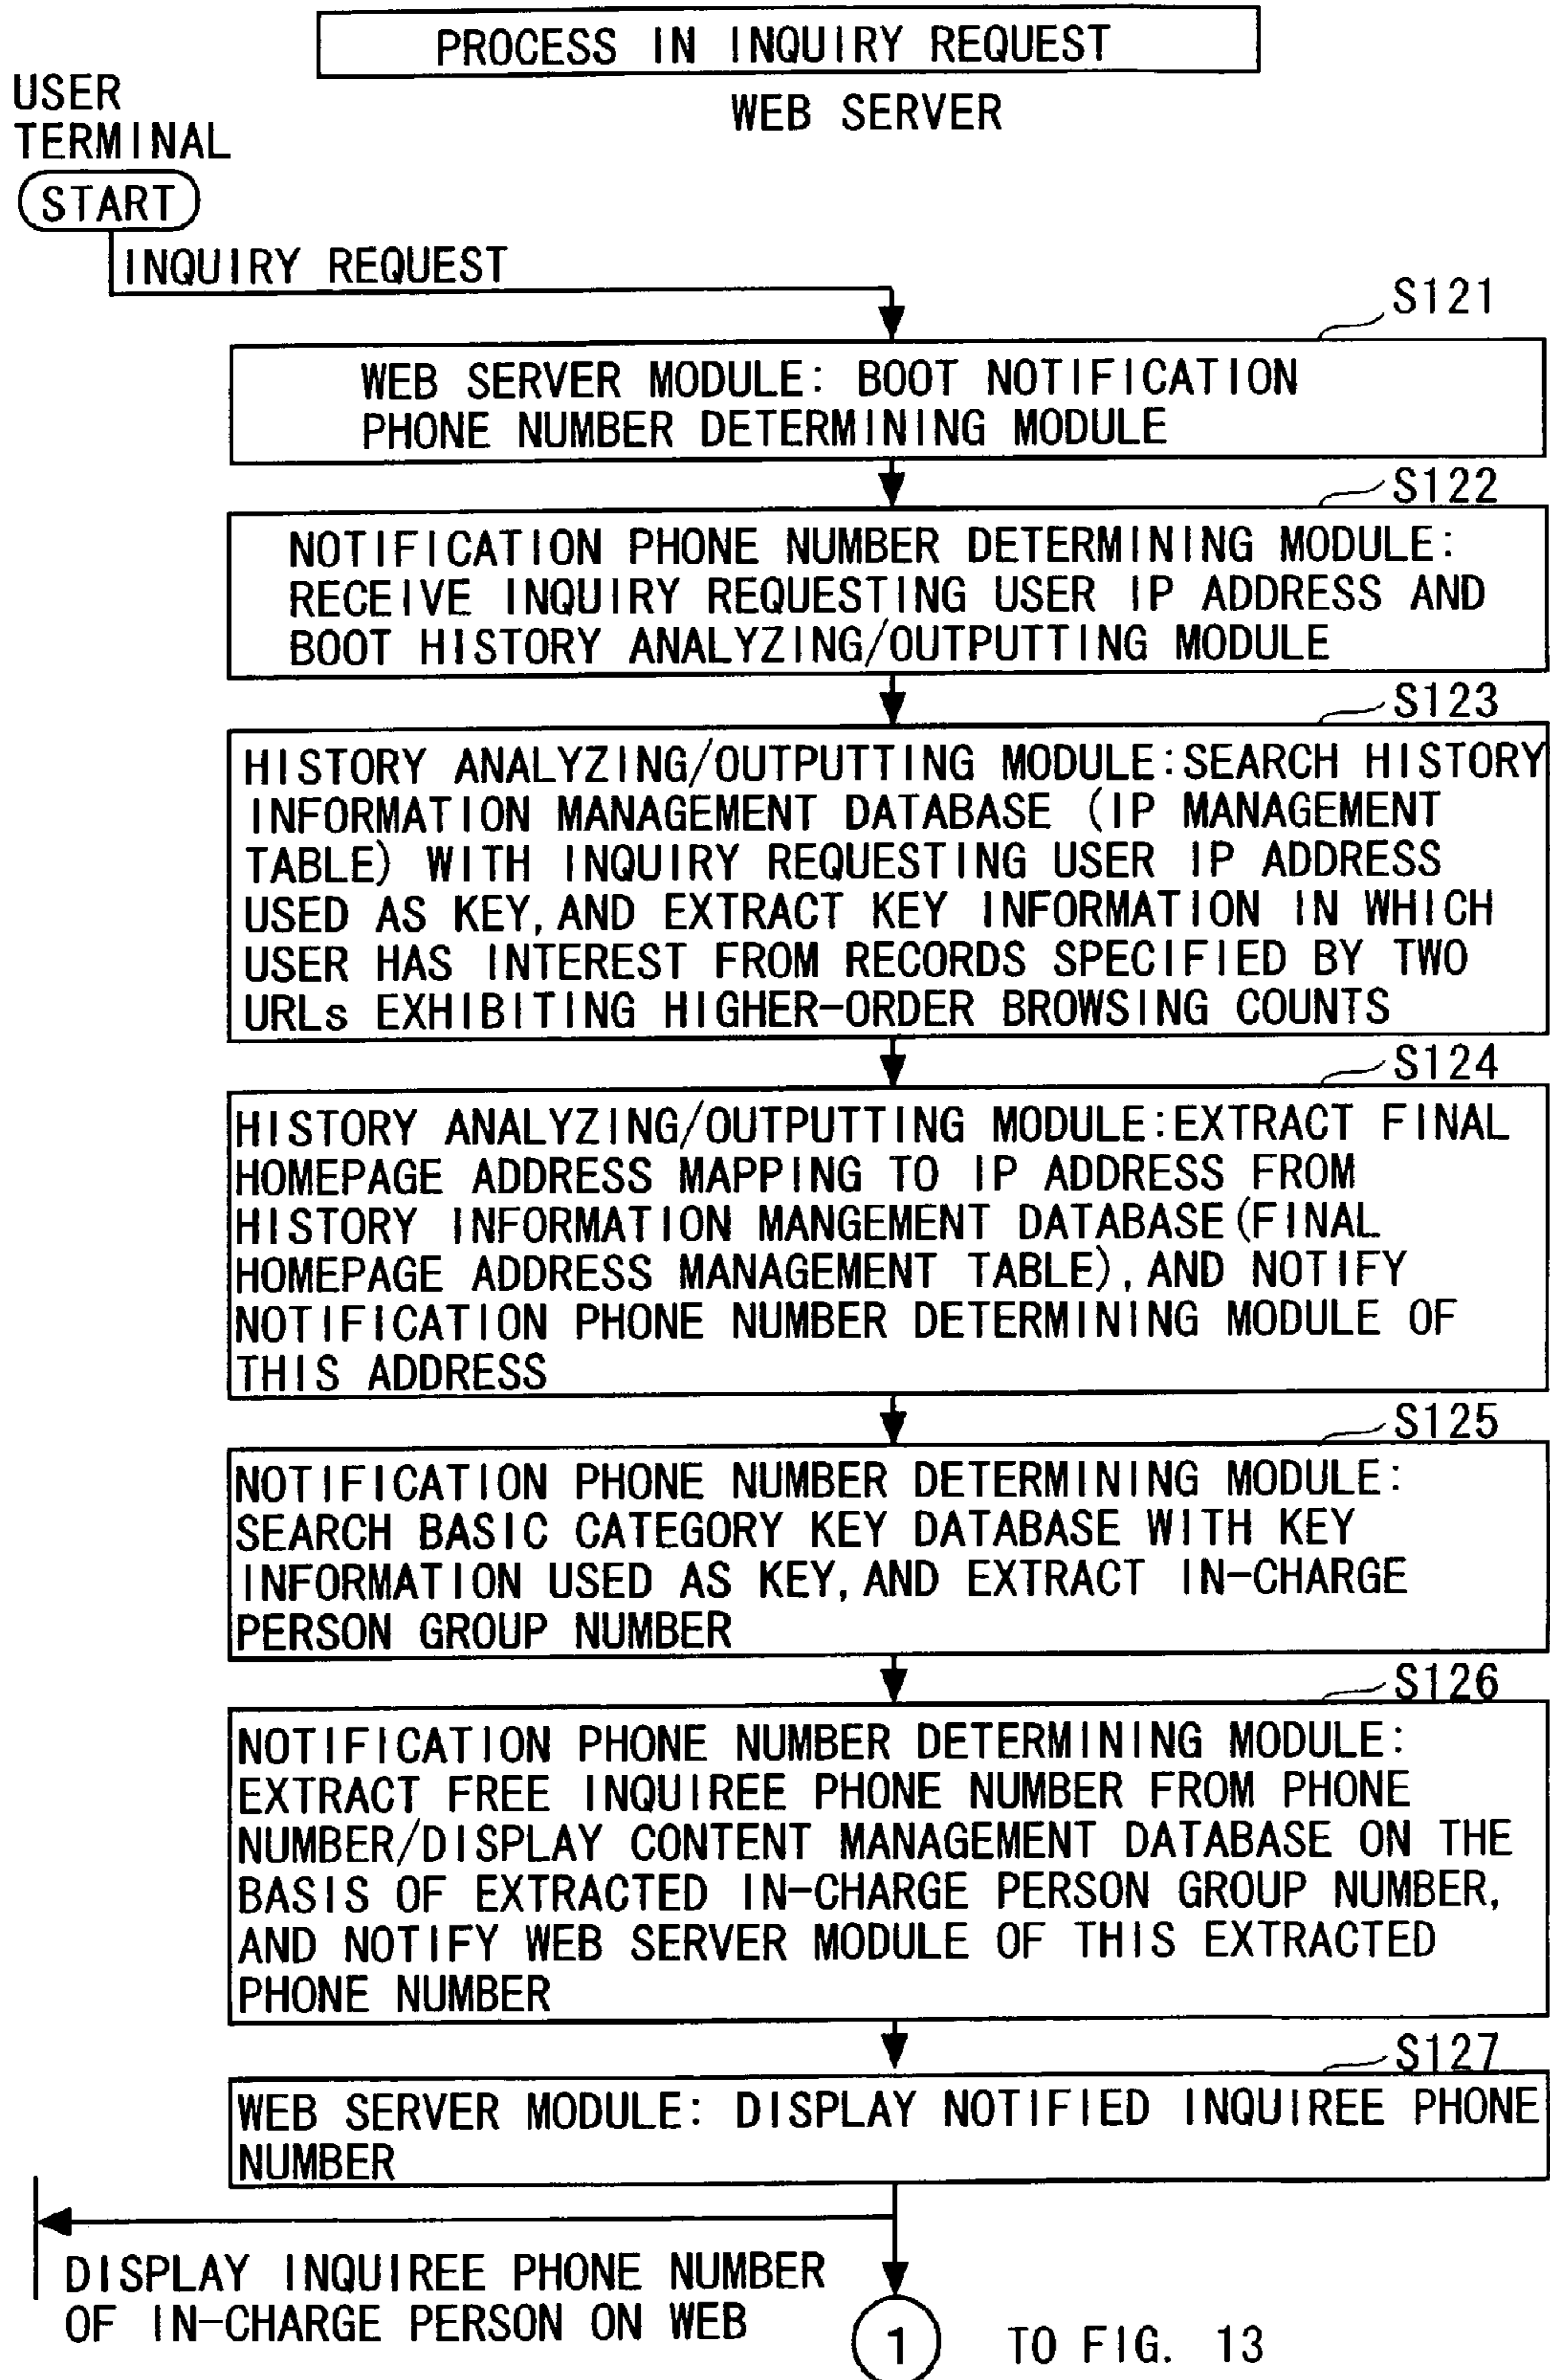 PROCESS IN INQUIRY REQUEST
USER
TERMINAL
WEB SERVER
START
INQUIRY REQUEST
S121
WEB SERVER MODULE: BOOT NOTIFICATION
PHONE NUMBER DETERMINING MODULE
S122
NOTIFICATION PHONE NUMBER DETERMINING MODULE:
RECEIVE INQUIRY REQUESTING USER IP ADDRESS AND
BOOT HISTORY ANALYZING/OUTPUTTING MODULE
S123
HISTORY ANALYZING/OUTPUTTING MODULE:SEARCH HISTORY
INFORMATION MANAGEMENT DATABASE (IP MANAGEMENT
TABLE) WITH INQUIRY REQUESTING USER IP ADDRESS
USED AS KEY, AND EXTRACT KEY INFORMATION IN WHICH
USER HAS INTEREST FROM RECORDS SPECIFIED BY TWO
URLs EXHIBITING HIGHER-ORDER BROWSING COUNTS
S124
HISTORY ANALYZING/OUTPUTTING MODULE:EXTRACT FINAL
HOMEPAGE ADDRESS MAPPING TO IP ADDRESS FROM
HISTORY INFORMATION MANGEMENT DATABASE(FINAL
HOMEPAGE ADDRESS MANAGEMENT TABLE), AND NOTIFY
NOTIFICATION PHONE NUMBER DETERMINING MODULE OF
THIS ADDRESS
S125
NOTIFICATION PHONE NUMBER DETERMINING MODULE:
SEARCH BASIC CATEGORY KEY DATABASE WITH KEY
INFORMATION USED AS KEY, AND EXTRACT IN-CHARGE
PERSON GROUP NUMBER
S126
NOTIFICATION PHONE NUMBER DETERMINING MODULE:
EXTRACT FREE INQUIREE PHONE NUMBER FROM PHONE
NUMBER/DISPLAY CONTENT MANAGEMENT DATABASE ON THE
BASIS OF EXTRACTED IN-CHARGE PERSON GROUP NUMBER,
AND NOTIFY WEB SERVER MODULE OF THIS EXTRACTED
PHONE NUMBER
S127
WEB SERVER MODULE: DISPLAY NOTIFIED INQUIREE PHONE
NUMBER
DISPLAY INQUIREE PHONE NUMBER
OF IN-CHARGE PERSON ON WEB
1 TO FIG. 13